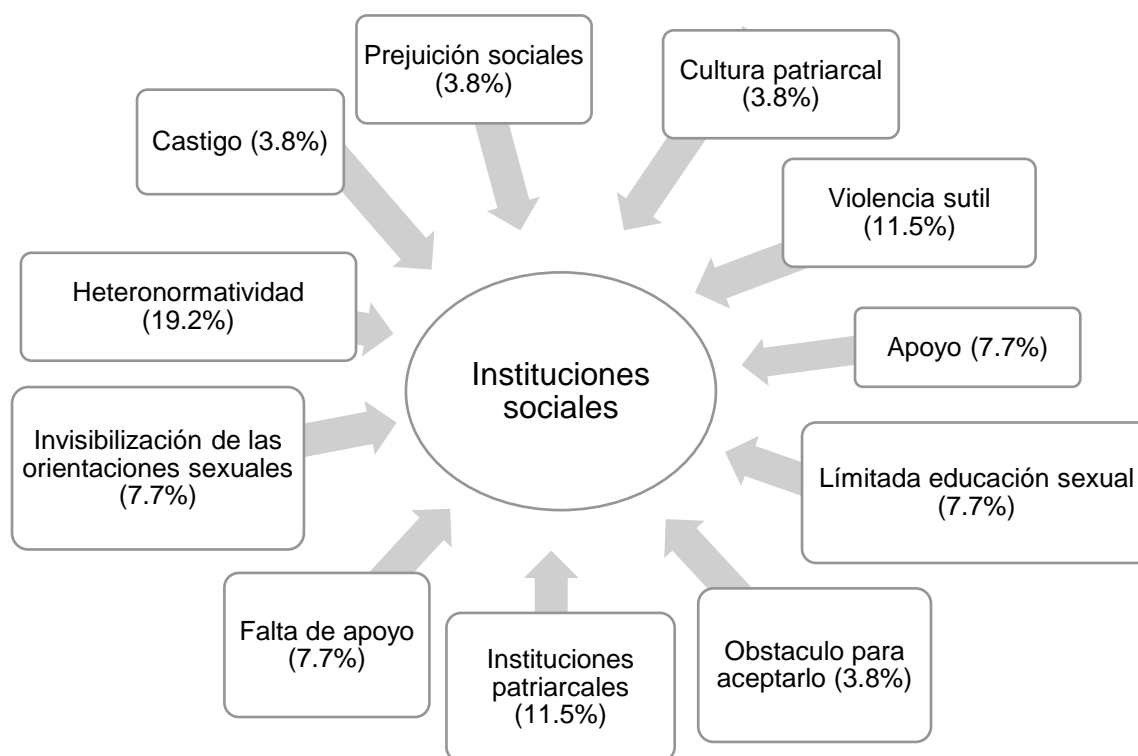 Prejuición sociales
(3.8%)
Cultura patriarcal
(3.8%)
Castigo (3.8%)
Violencia sutil
(11.5%)
Heteronormatividad
(19.2%)
Apoyo (7.7%)
Instituciones
sociales
Invisibilización de las
orientaciones sexuales
(7.7%)
Límitada educación sexual
(7.7%)
Falta de apoyo
(7.7%)
Instituciones
patriarcales
(11.5%)
Obstaculo para
aceptarlo (3.8%)